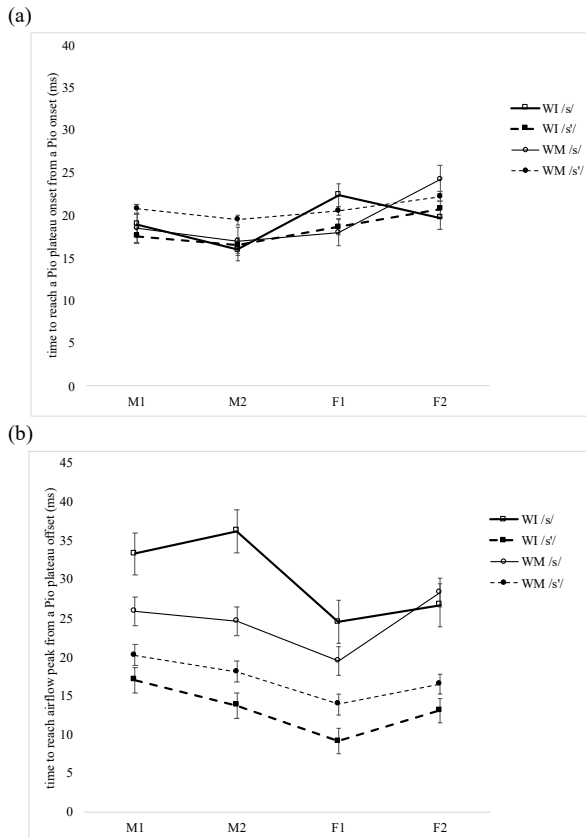 (a)
time to reach a Pio plateau onset from a Pio onset (ms)
40
35
30
25
20
15
10
5
0
M1 M2 F1 F2
WI /s/
WI /s'/
WM /s/
WM /s'/
(b)
time to reach airflow peak from a Pio plateau offset (ms)
45
40
35
30
25
20
15
10
5
0
M1 M2 F1 F2
WI /s/
WI /s'/
WM /s/
WM /s'/